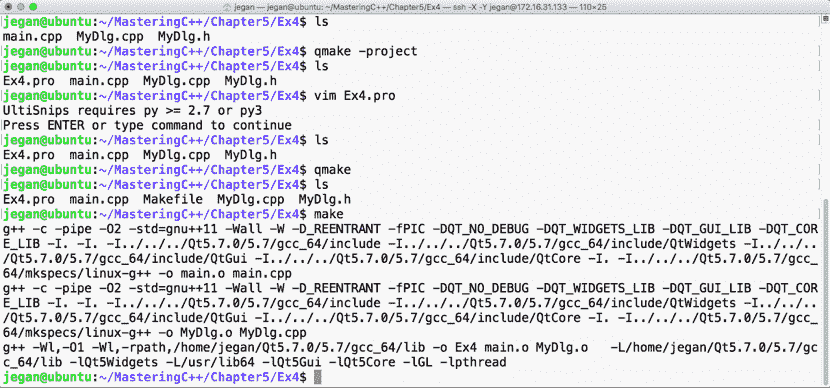 jegan — jegan@ubuntu: ~/MasteringC++/Chapter5/Ex4 — ssh -X -Y jegan@172.16.31.133 — 110×25
jegan@ubuntu:~/MasteringC++/Chapter5/Ex4$ ls
main.cpp  MyDlg.cpp  MyDlg.h
jegan@ubuntu:~/MasteringC++/Chapter5/Ex4$ qmake -project
jegan@ubuntu:~/MasteringC++/Chapter5/Ex4$ ls
Ex4.pro  main.cpp  MyDlg.cpp  MyDlg.h
jegan@ubuntu:~/MasteringC++/Chapter5/Ex4$ vim Ex4.pro
UltiSnips requires py >= 2.7 or py3
Press ENTER or type command to continue
jegan@ubuntu:~/MasteringC++/Chapter5/Ex4$ ls
Ex4.pro  main.cpp  MyDlg.cpp  MyDlg.h
jegan@ubuntu:~/MasteringC++/Chapter5/Ex4$ qmake
jegan@ubuntu:~/MasteringC++/Chapter5/Ex4$ ls
Ex4.pro  main.cpp  Makefile  MyDlg.cpp  MyDlg.h
jegan@ubuntu:~/MasteringC++/Chapter5/Ex4$ make
g++ -c -pipe -O2 -std=gnu++11 -Wall -W -D_REENTRANT -fPIC -DQT_NO_DEBUG -DQT_WIDGETS_LIB -DQT_GUI_LIB -DQT_COR
E_LIB -I. -I. -I../../../Qt5.7.0/5.7/gcc_64/include -I../../../Qt5.7.0/5.7/gcc_64/include/QtWidgets -I../../../
/Qt5.7.0/5.7/gcc_64/include/QtGui -I../../../Qt5.7.0/5.7/gcc_64/include/QtCore -I. -I../../../Qt5.7.0/5.7/gcc_
64/mkspecs/linux-g++ -o main.o main.cpp
g++ -c -pipe -O2 -std=gnu++11 -Wall -W -D_REENTRANT -fPIC -DQT_NO_DEBUG -DQT_WIDGETS_LIB -DQT_GUI_LIB -DQT_COR
E_LIB -I. -I. -I../../../Qt5.7.0/5.7/gcc_64/include -I../../../Qt5.7.0/5.7/gcc_64/include/QtWidgets -I../../../
/Qt5.7.0/5.7/gcc_64/include/QtGui -I../../../Qt5.7.0/5.7/gcc_64/include/QtCore -I. -I../../../Qt5.7.0/5.7/gcc_
64/mkspecs/linux-g++ -o MyDlg.o MyDlg.cpp
g++ -Wl,-O1 -Wl,-rpath,/home/jegan/Qt5.7.0/5.7/gcc_64/lib -o Ex4 main.o MyDlg.o   -L/home/jegan/Qt5.7.0/5.7/gc
c_64/lib -lQt5Widgets -L/usr/lib64 -lQt5Gui -lQt5Core -lGL -lpthread
jegan@ubuntu:~/MasteringC++/Chapter5/Ex4$